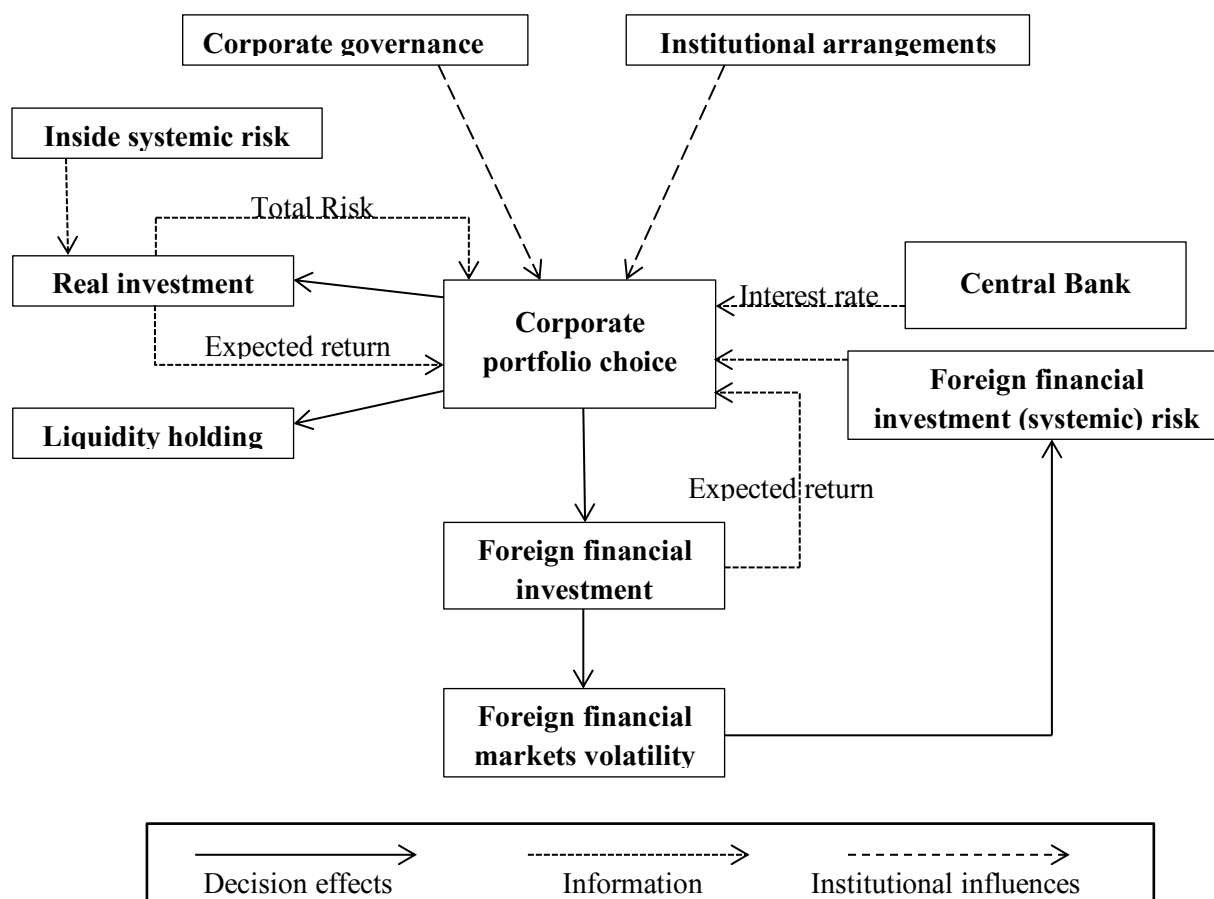 Corporate governance
Institutional arrangements
Inside systemic risk
Total Risk
Real investment
Expected return
Corporate
portfolio choice
Interest rate
Central Bank
Foreign financial
investment (systemic) risk
Liquidity holding
Expected return
Foreign financial
investment
Foreign financial
markets volatility
Decision effects
Information
Institutional influences